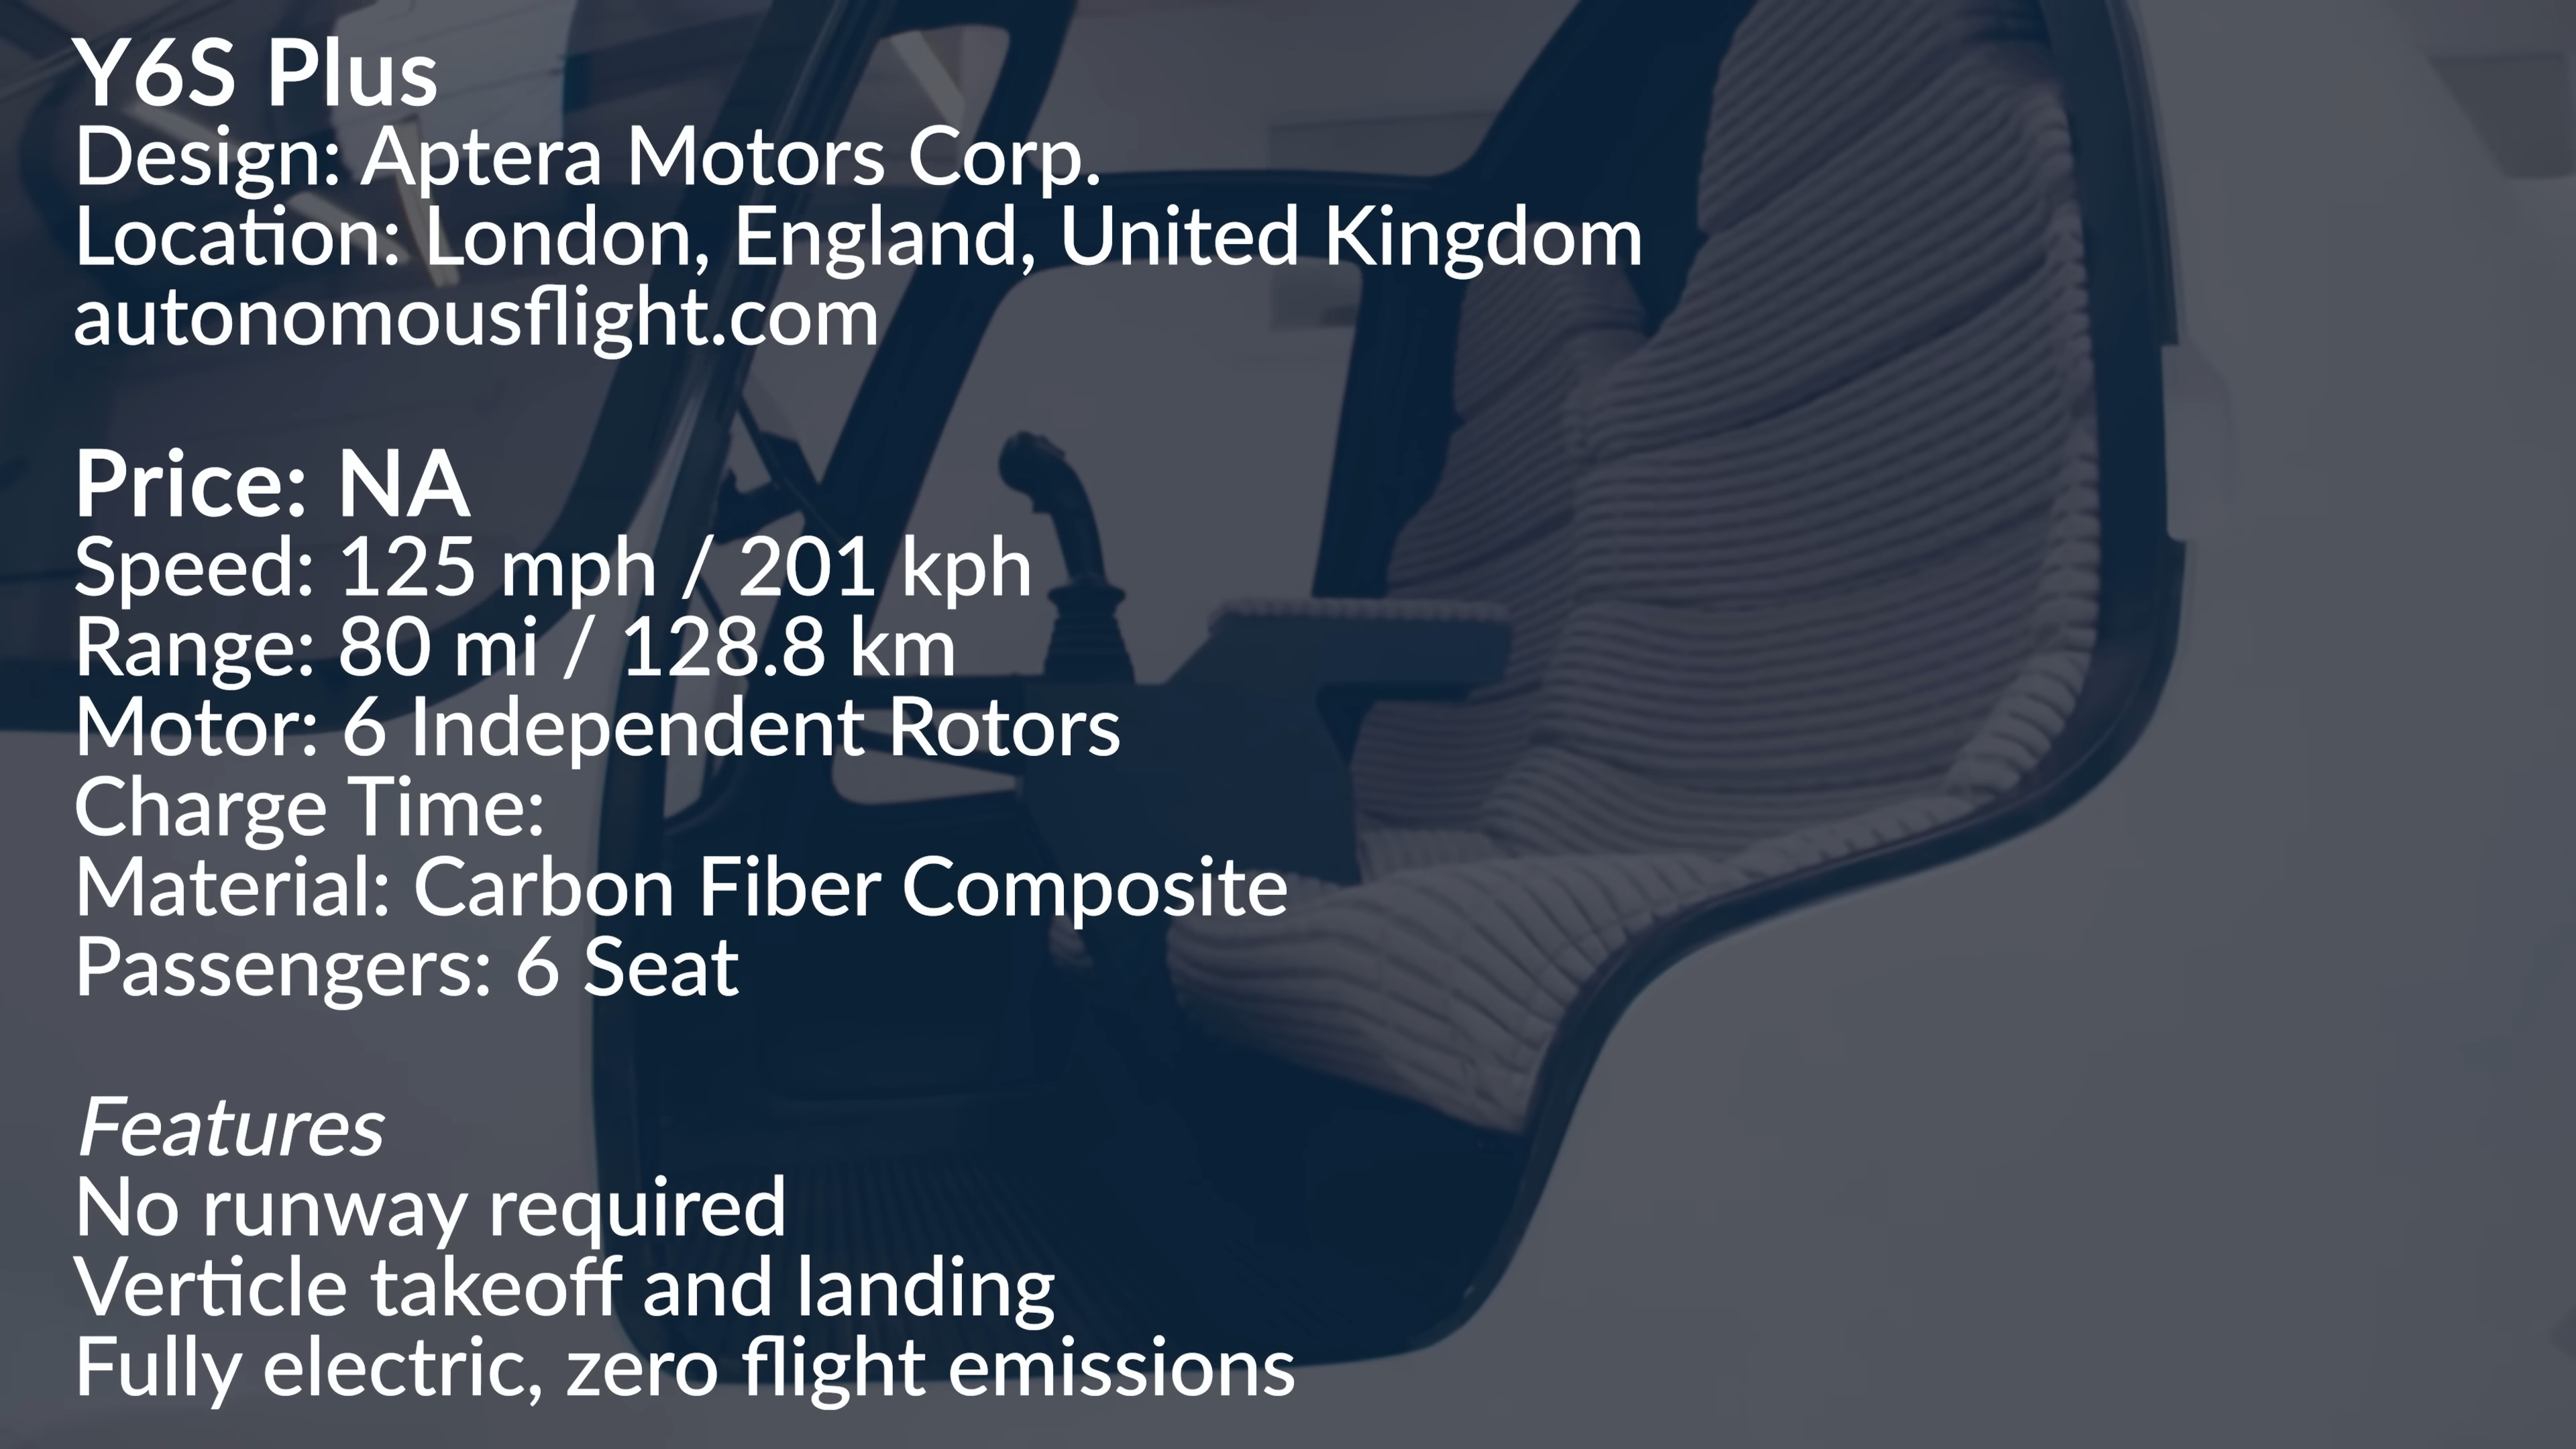 Y6S Plus
Design: Aptera Motors Corp.
Location: London, England, United Kingdom
autonomousflight.com
Price: NA
Speed: 125 mph / 201 kph
Range: 80 mi / 128.8 km
Motor: 6 Independent Rotors
Charge Time:
Material: Carbon Fiber Composite
Passengers: 6 Seat
Features
No runway required
Verticle takeoff and landing
Fully electric, zero flight emissions